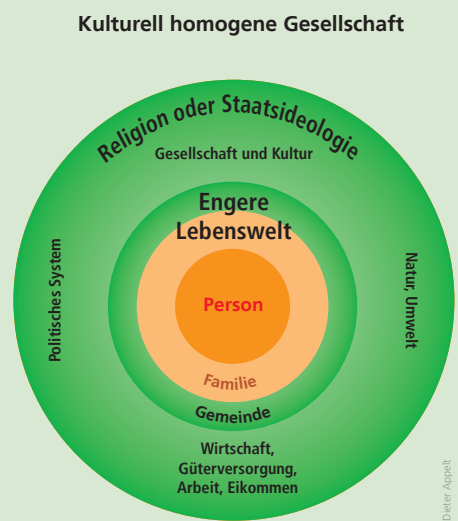 Kulturell homogene Gesellschaft
Religion oder Staatsideologie
Gesellschaft und Kultur
Engere
Lebenswelt
Politisches System
Natur, Umwelt
Person
Familie
Gemeinde
Wirtschaft,
Güterversorgung,
Arbeit, Eikommen
Dieter Appelt